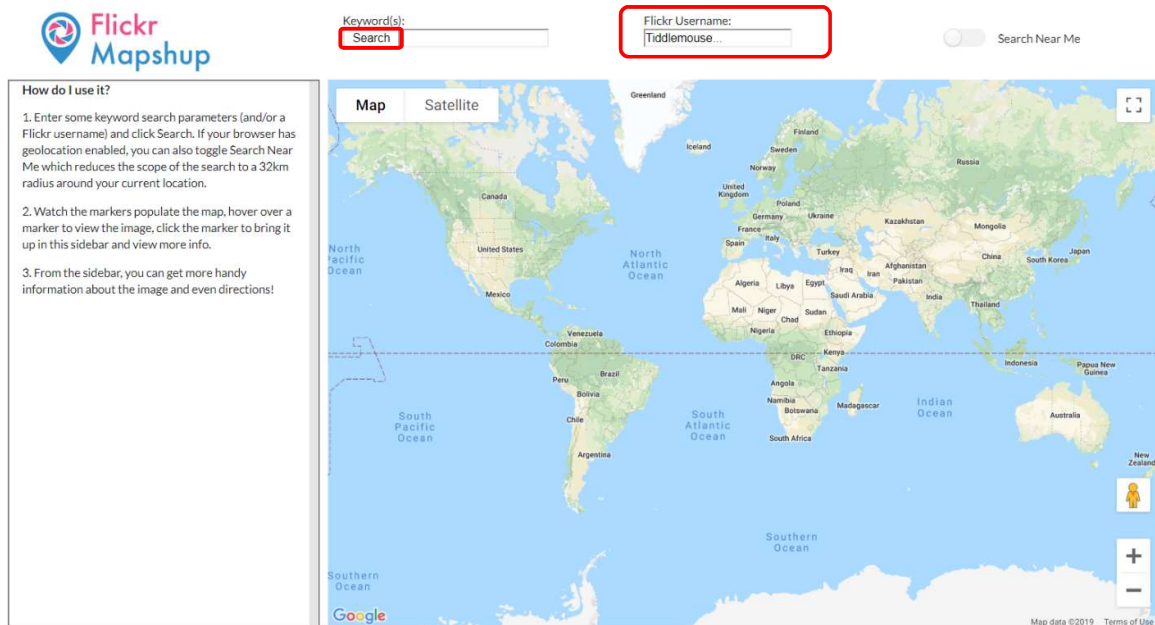 Flickr
Mapshup
Keyword(s):
Search
Flickr Username:
Tiddlemouse...
Search Near Me
How do I use it?
1. Enter some keyword search parameters (and/or a
Flickr username) and click Search. If your browser has
geolocation enabled, you can also toggle Search Near
Me which reduces the scope of the search to a 32km
radius around your current location.
2. Watch the markers populate the map, hover over a
marker to view the image, click the marker to bring it
up in this sidebar and view more info.
3. From the sidebar, you can get more handy
information about the image and even directions!
Map Satellite
Greenland
Iceland
Finland
Sweden
Norway
Russia
United
Kingdom
Canada
Poland
Germany
Ukraine
France
Kazakhstan
Mongolia
Spain
Italy
Turkey
North
Pacific
Ocean
United States
North
Atlantic
Ocean
Japan
China
South Korea
Afghanistan
Iraq
Iran
Pakistan
Algeria
Libya
Egypt
Saudi Arabia
India
Mexico
Thailand
Mali
Niger
Chad
Sudan
Nigeria
Ethiopia
Venezuela
Colombia
DRC
Kenya
Tanzania
Indonesia
Papua New
Guinea
Brazil
Peru
Bolivia
Angola
Namibia
Botswana
Madagascar
Indian
Ocean
Australia
South
Pacific
Ocean
Chile
South
Atlantic
Ocean
South Africa
Argentina
New
Zealand
Southern
Ocean
Southern
Ocean
Google
Map data ©2019 Terms of Use